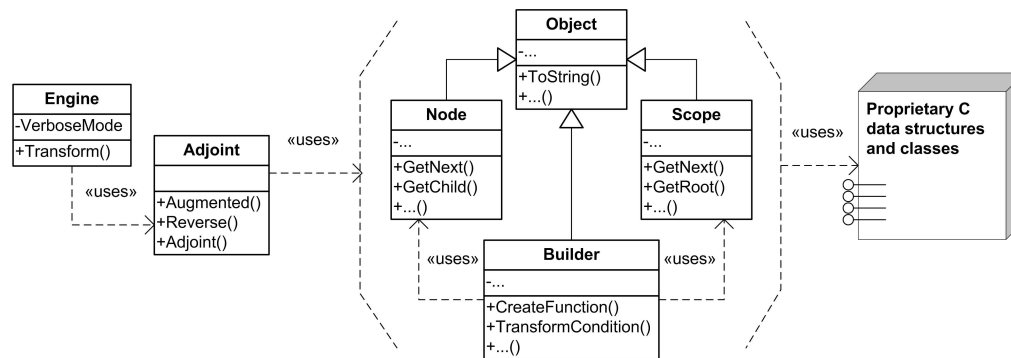 Engine
-VerboseMode
+Transform()
«uses»
Adjoint
+Augmented()
+Reverse()
+Adjoint()
«uses»
Object
-...
+ToString()
+...()
Node
-...
+GetNext()
+GetChild()
+...()
Scope
-...
+GetNext()
+GetRoot()
+...()
«uses»
«uses»
Builder
-...
+CreateFunction()
+TransformCondition()
+...()
«uses»
Proprietary C
data structures
and classes